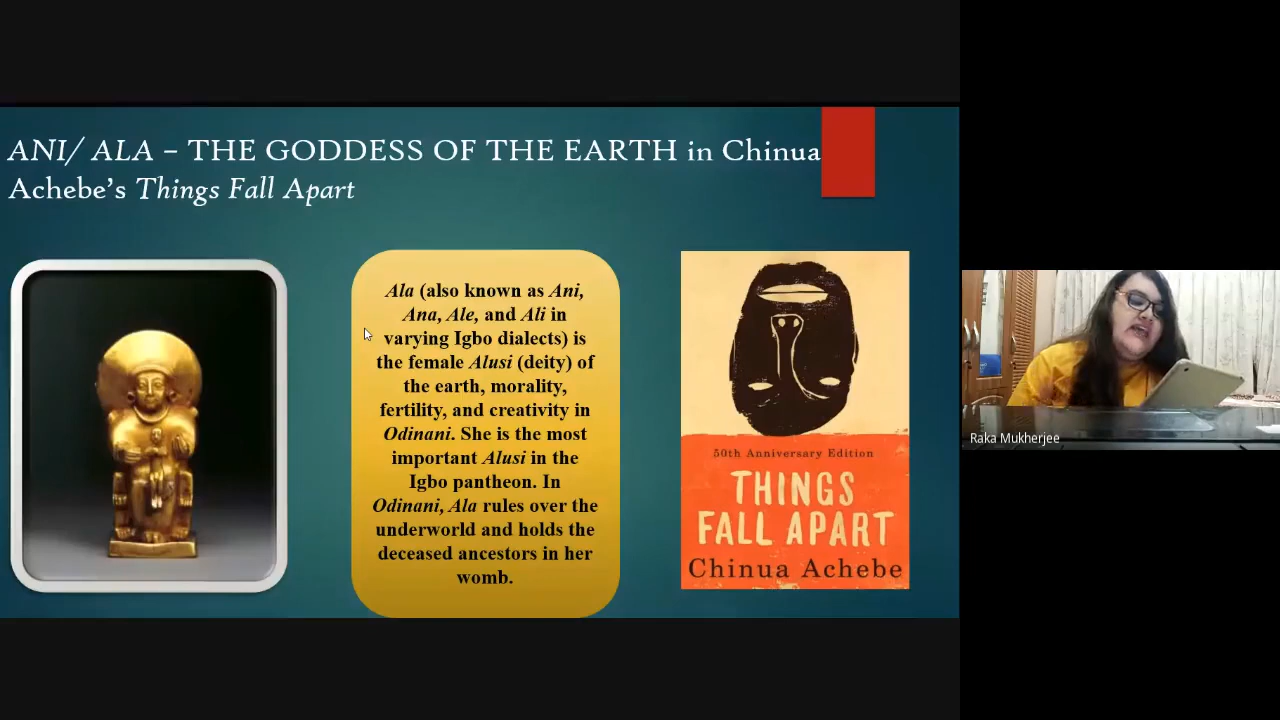 ANI/ ALA – THE GODDESS OF THE EARTH in Chinua
Achebe’s Things Fall Apart
Ala (also known as Ani,
Ana, Ale, and Ali in
varying Igbo dialects) is
the female Alusi (deity) of
the earth, morality,
fertility, and creativity in
Odinani. She is the most
important Alusi in the
Igbo pantheon. In
Odinani, Ala rules over the
underworld and holds the
deceased ancestors in her
womb.
50th Anniversary Edition
THINGS
FALL APART
Chinua Achebe
Raka Mukherjee